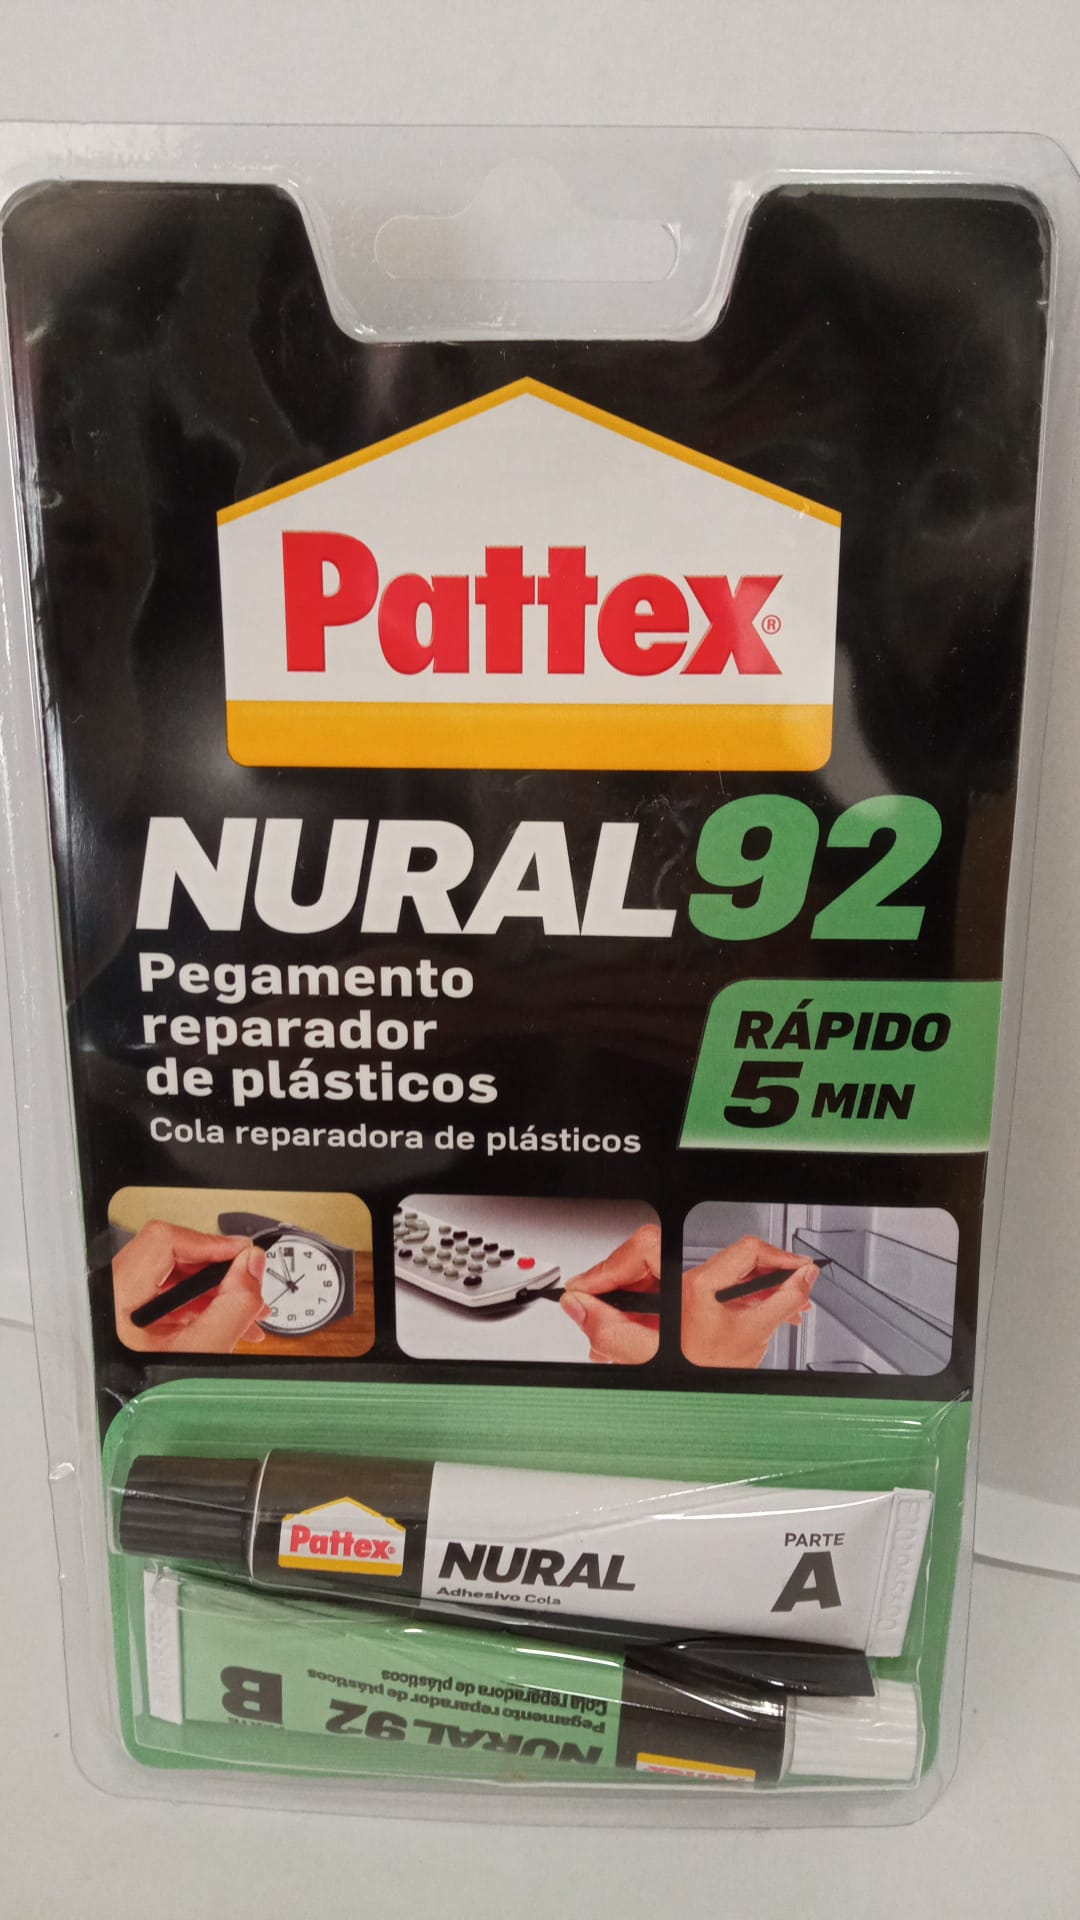 Pattex®
NURAL 92
Pegamento
reparador
de plásticos
Cola reparadora de plásticos
RÁPIDO
5 MIN
Pattex
NURAL
Adhesivo Cola
PARTE
A
Pattex
NURAL 92
Pegamento reparador de plásticos
Cola reparadora de plásticos
PARTE
B